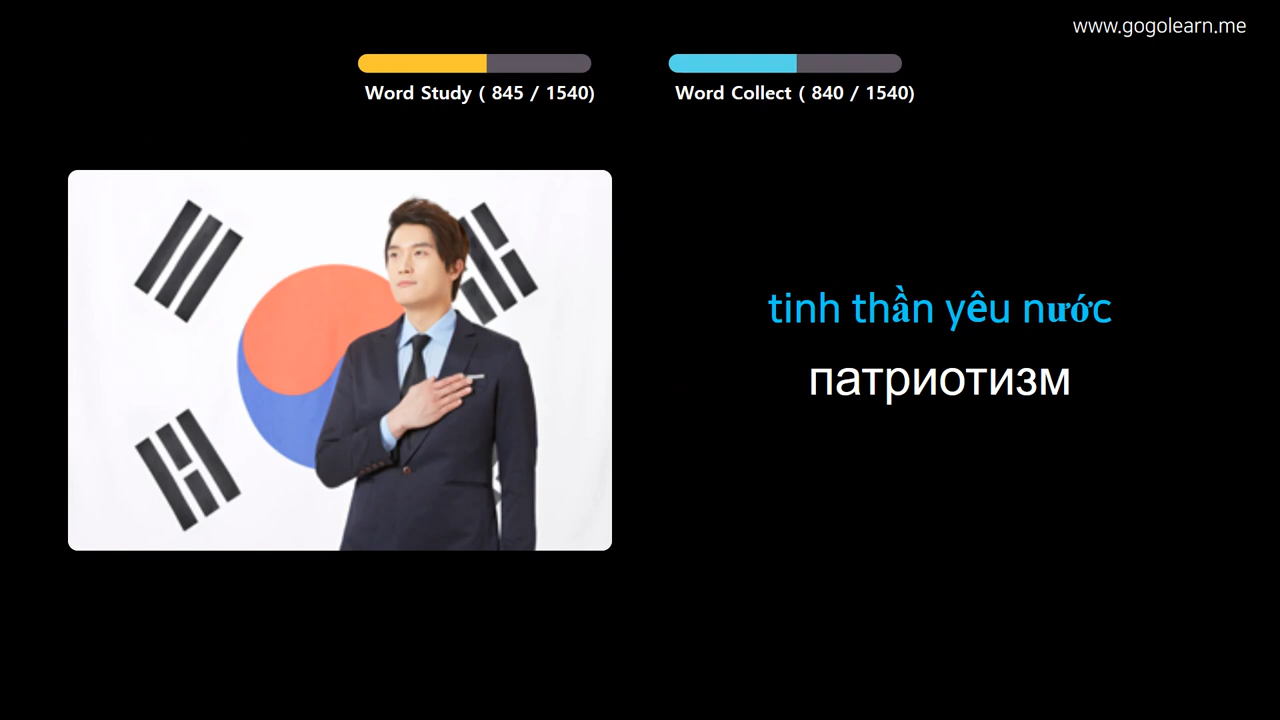 www.gogolearn.me
Word Study ( 845 / 1540)
Word Collect ( 840 / 1540)
tinh thần yêu nước
патриотизм